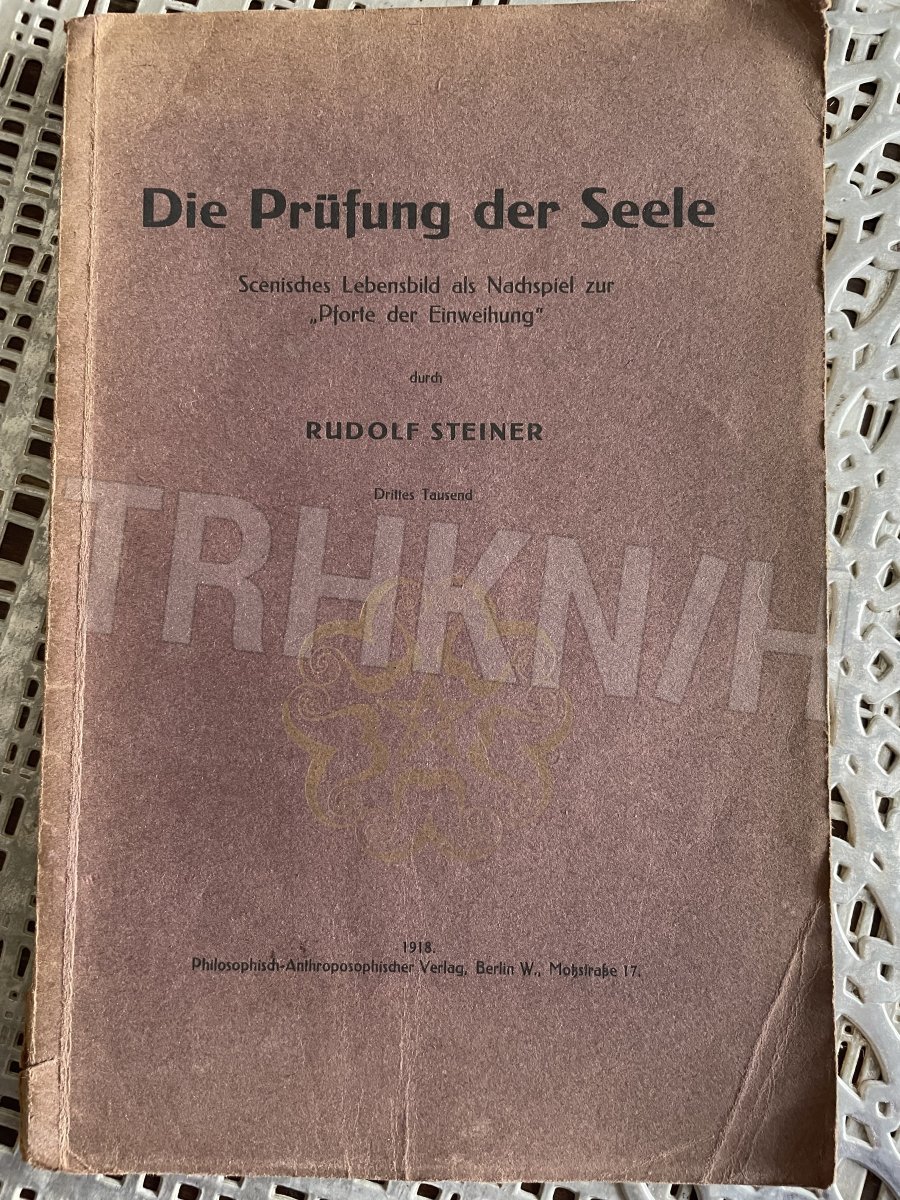 Die Prüfung der Seele
Scenisches Lebensbild als Nachspiel zur
„Pforte der Einweihung“
durch
RUDOLF STEINER
Drittes Tausend
TRHKN/H
1918.
Philosophisch-Anthroposophischer Verlag, Berlin W., Motzstraße 17.